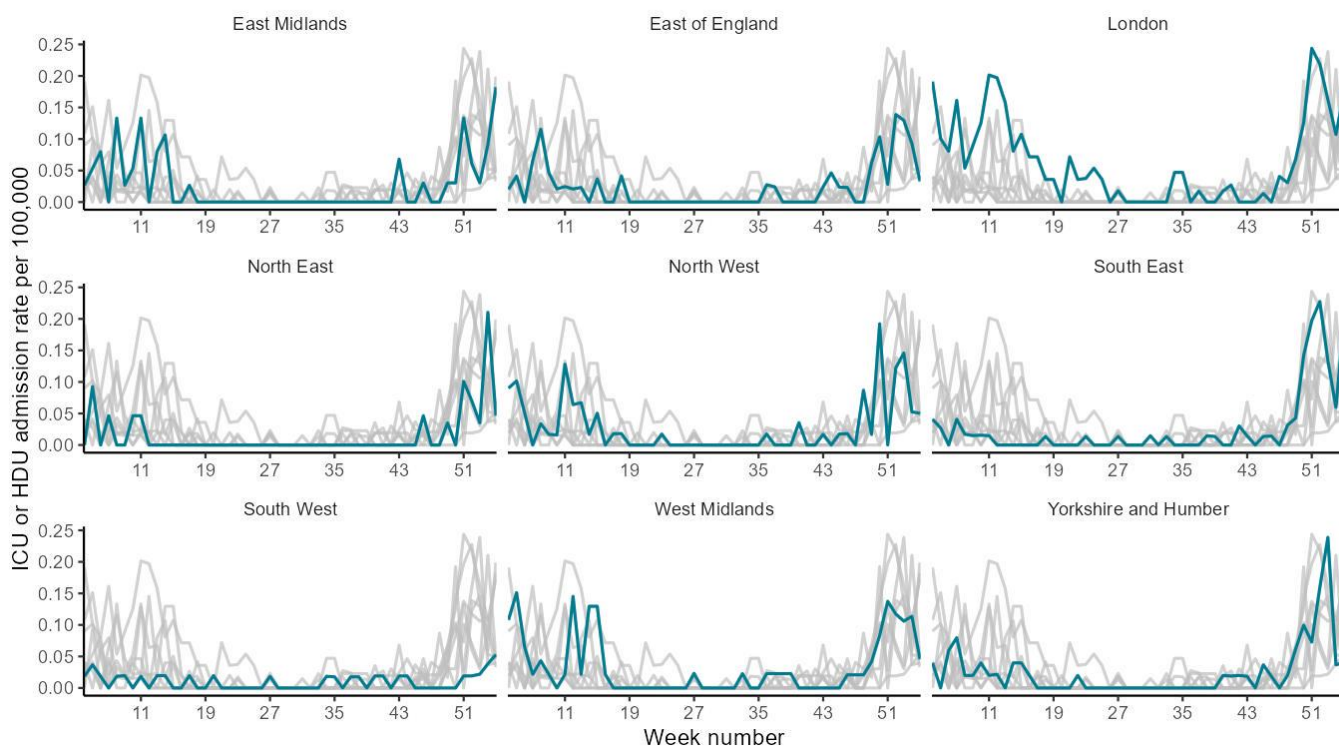 ICU or HDU admission rate per 100,000
East Midlands
East of England
London
0.25
0.20
0.15
0.10
0.05
0.00
11 19 27 35 43 51
11 19 27 35 43 51
11 19 27 35 43 51
North East
North West
South East
0.25
0.20
0.15
0.10
0.05
0.00
11 19 27 35 43 51
11 19 27 35 43 51
11 19 27 35 43 51
South West
West Midlands
Yorkshire and Humber
0.25
0.20
0.15
0.10
0.05
0.00
11 19 27 35 43 51
11 19 27 35 43 51
11 19 27 35 43 51
Week number